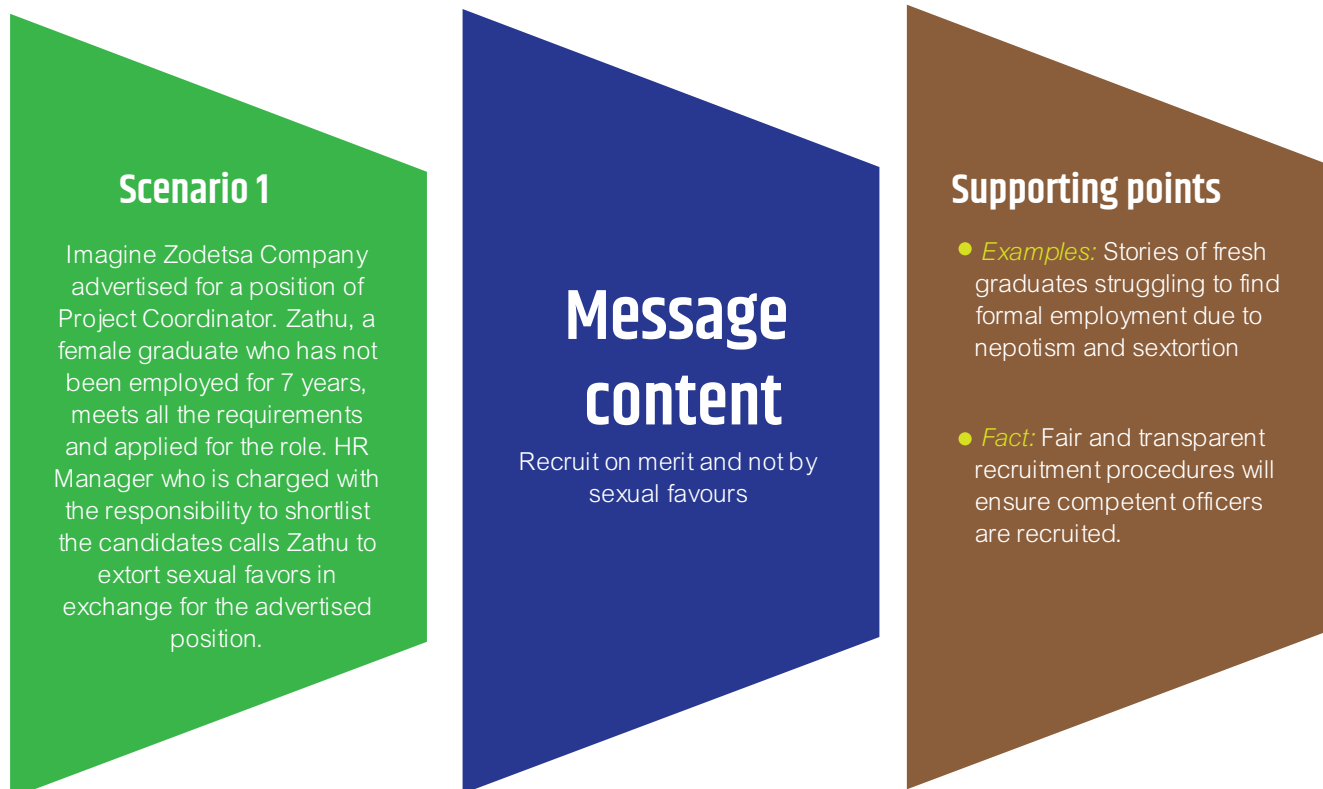 Scenario 1
Imagine Zodetsa Company
advertised for a position of
Project Coordinator. Zathu, a
female graduate who has not
been employed for 7 years,
meets all the requirements
and applied for the role. HR
Manager who is charged with
the responsibility to shortlist
the candidates calls Zathu to
extort sexual favors in
exchange for the advertised
position.
Message
content
Recruit on merit and not by
sexual favours
Supporting points
Examples: Stories of fresh
graduates struggling to find
formal employment due to
nepotism and sextortion
Fact: Fair and transparent
recruitment procedures will
ensure competent officers
are recruited.